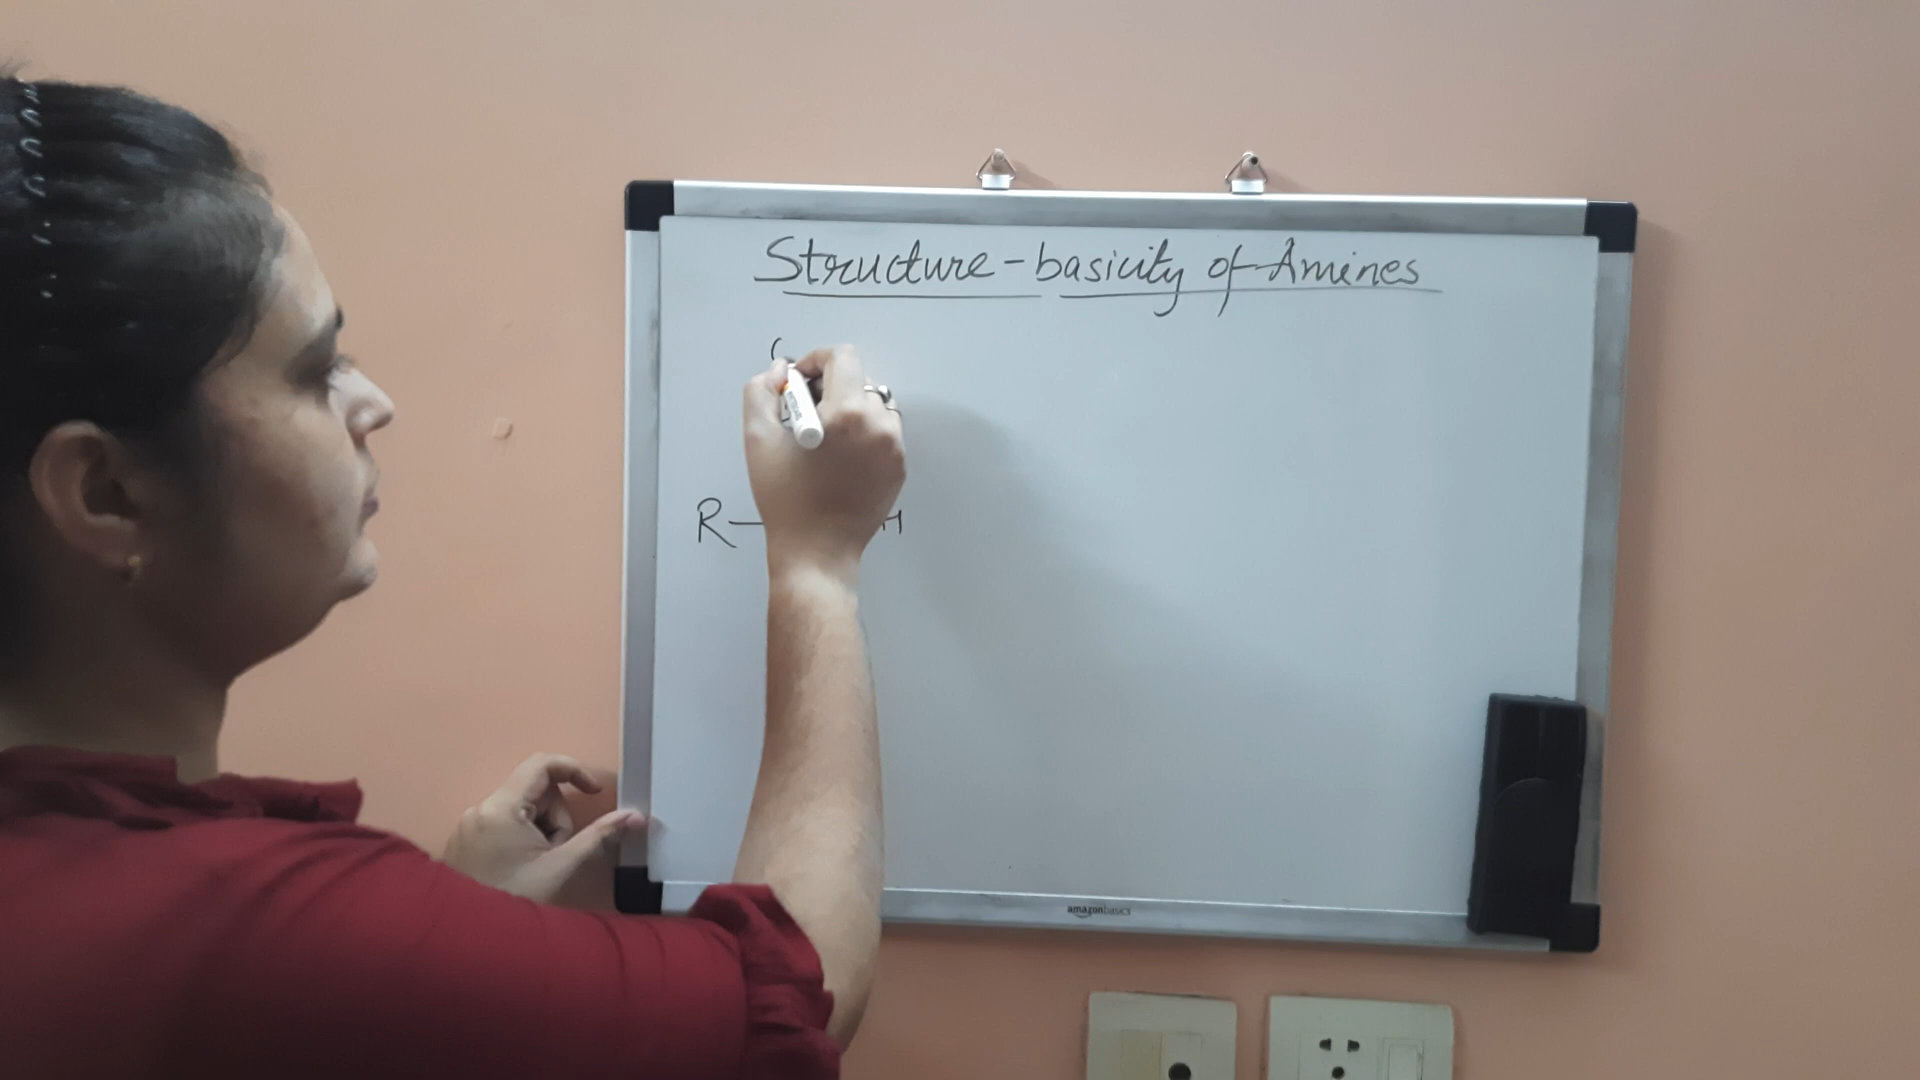 Structure-basicity of Amines
R—
H
amazonbasics